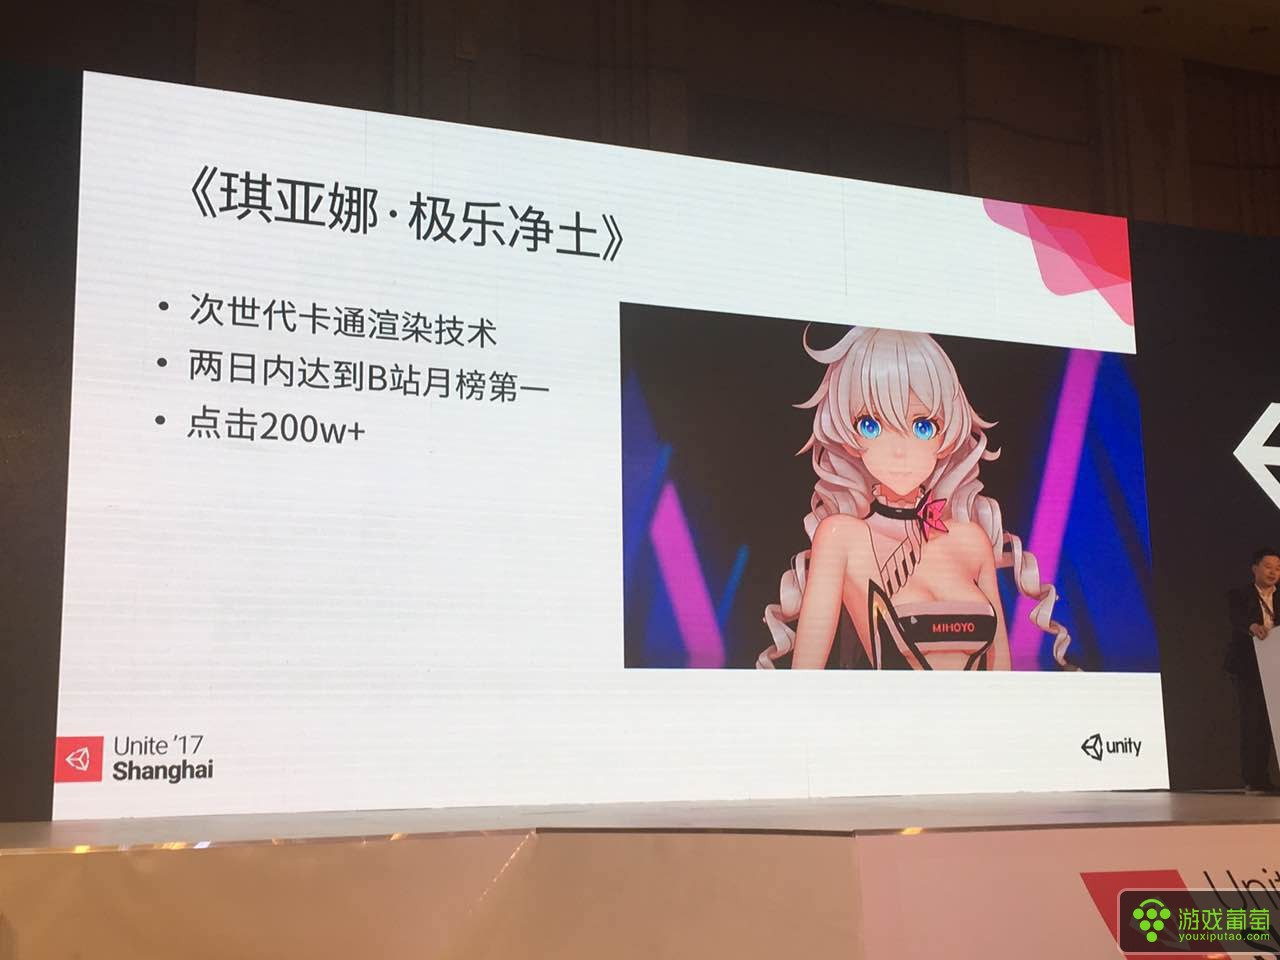 《琪亚娜·极乐净土》
• 次世代卡通渲染技术
• 两日内达到B站月榜第一
• 点击200w+
MIHOYO
Unite '17
Shanghai
unity
游戏葡萄
youxiputao.com